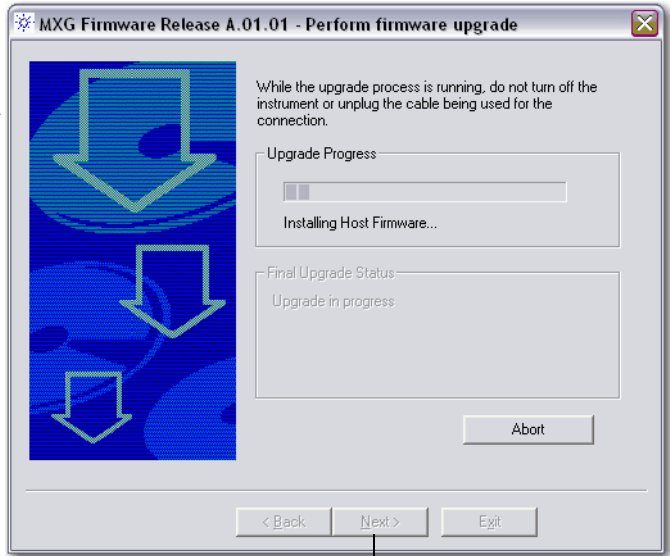 MXG Firmware Release A.01.01 - Perform firmware upgrade
While the upgrade process is running, do not turn off the
instrument or unplug the cable being used for the
connection.
Upgrade Progress
Installing Host Firmware...
Final Upgrade Status
Upgrade in progress
Abort
< Back
Next >
Exit